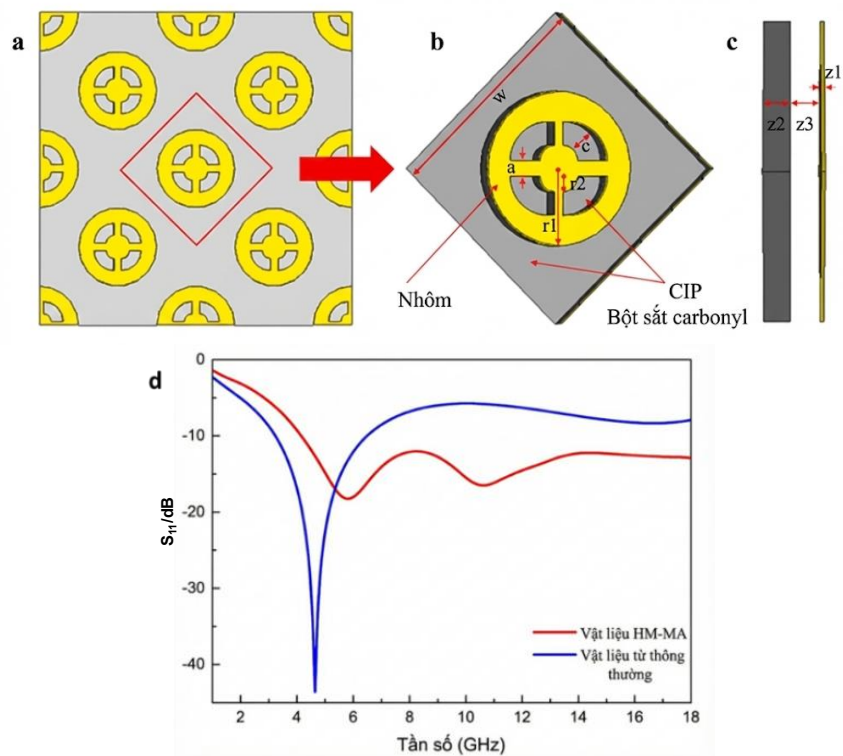 a
b
c
w
z1
z2
z3
c
a
r2
r1
Nhôm
CIP
Bột sắt carbonyl
d
0
-10
-20
-30
-40
S₁₁/dB
Vật liệu HM-MA
Vật liệu từ thông
thường
2 4 6 8 10 12 14 16 18
Tần số (GHz)